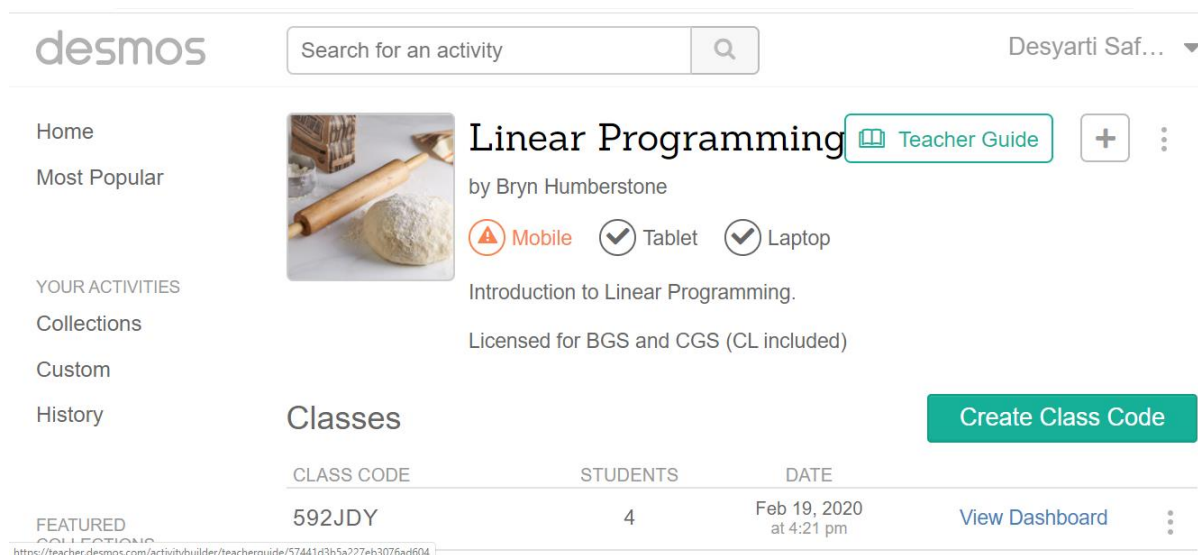 desmos
Search for an activity
Desyarti Saf...
Home
Most Popular
YOUR ACTIVITIES
Collections
Custom
History
FEATURED
COLLECTIONS
Linear Programming
Teacher Guide
by Bryn Humberstone
Mobile
Tablet
Laptop
Introduction to Linear Programming.
Licensed for BGS and CGS (CL included)
Classes
Create Class Code
CLASS CODE STUDENTS DATE
592JDY 4 Feb 19, 2020 at 4:21 pm View Dashboard
https://teacher.desmos.com/activitybuilder/teacherguide/57441d3b5a227eb3076ad604